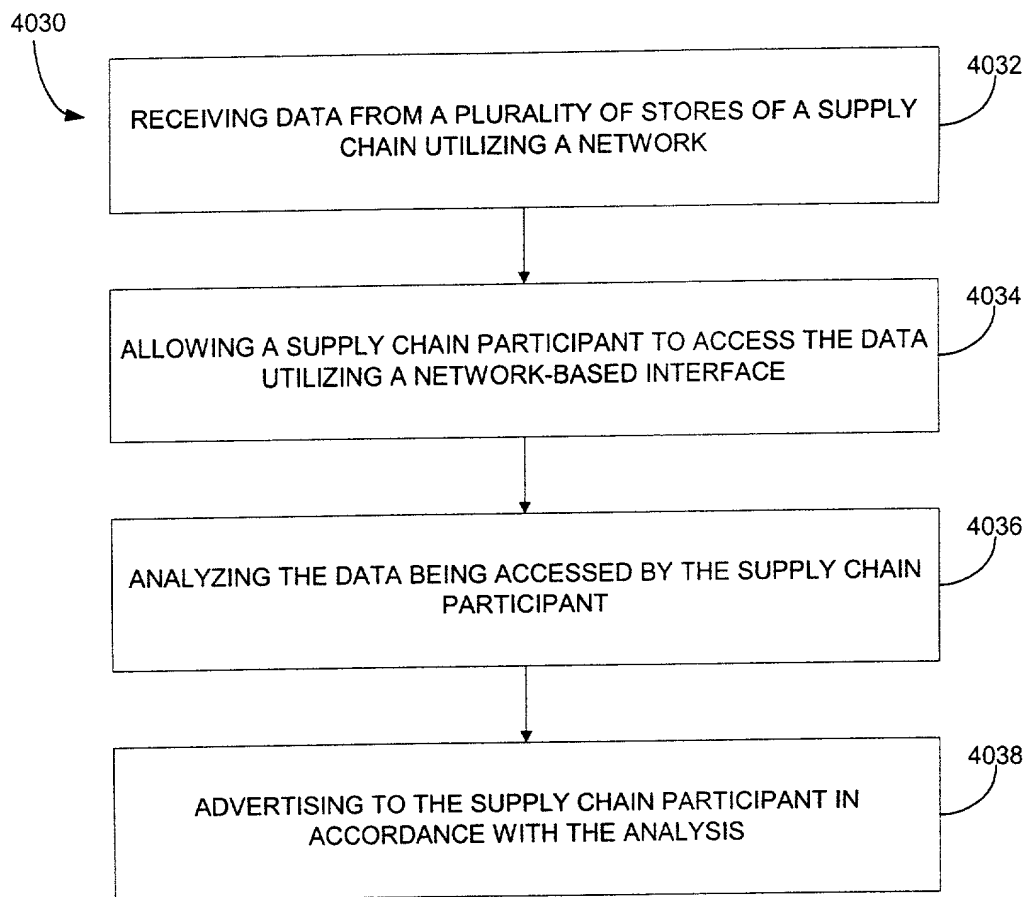 4030
4032
RECEIVING DATA FROM A PLURALITY OF STORES OF A SUPPLY
CHAIN UTILIZING A NETWORK
4034
ALLOWING A SUPPLY CHAIN PARTICIPANT TO ACCESS THE DATA
UTILIZING A NETWORK-BASED INTERFACE
4036
ANALYZING THE DATA BEING ACCESSED BY THE SUPPLY CHAIN
PARTICIPANT
4038
ADVERTISING TO THE SUPPLY CHAIN PARTICIPANT IN
ACCORDANCE WITH THE ANALYSIS